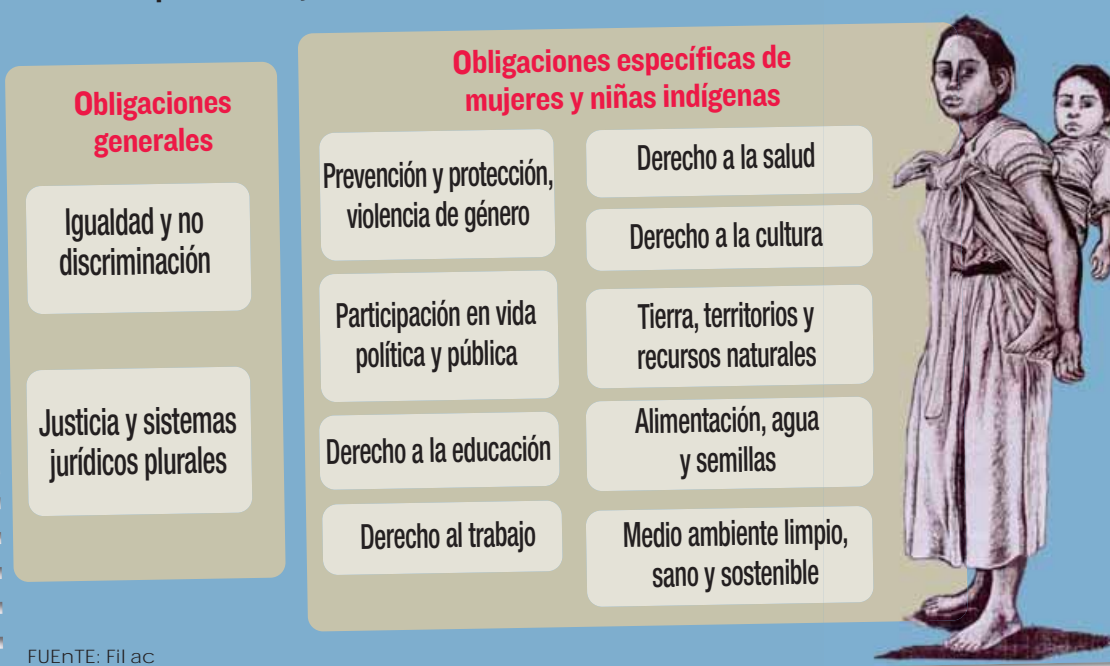 Obligaciones
generales
Igualdad y no
discriminación
Justicia y sistemas
jurídicos plurales
Obligaciones específicas de
mujeres y niñas indígenas
Prevención y protección,
violencia de género
Participación en vida
política y pública
Derecho a la educación
Derecho al trabajo
Derecho a la salud
Derecho a la cultura
Tierra, territorios y
recursos naturales
Alimentación, agua
y semillas
Medio ambiente limpio,
sano y sostenible
FUEnTE: Fil ac